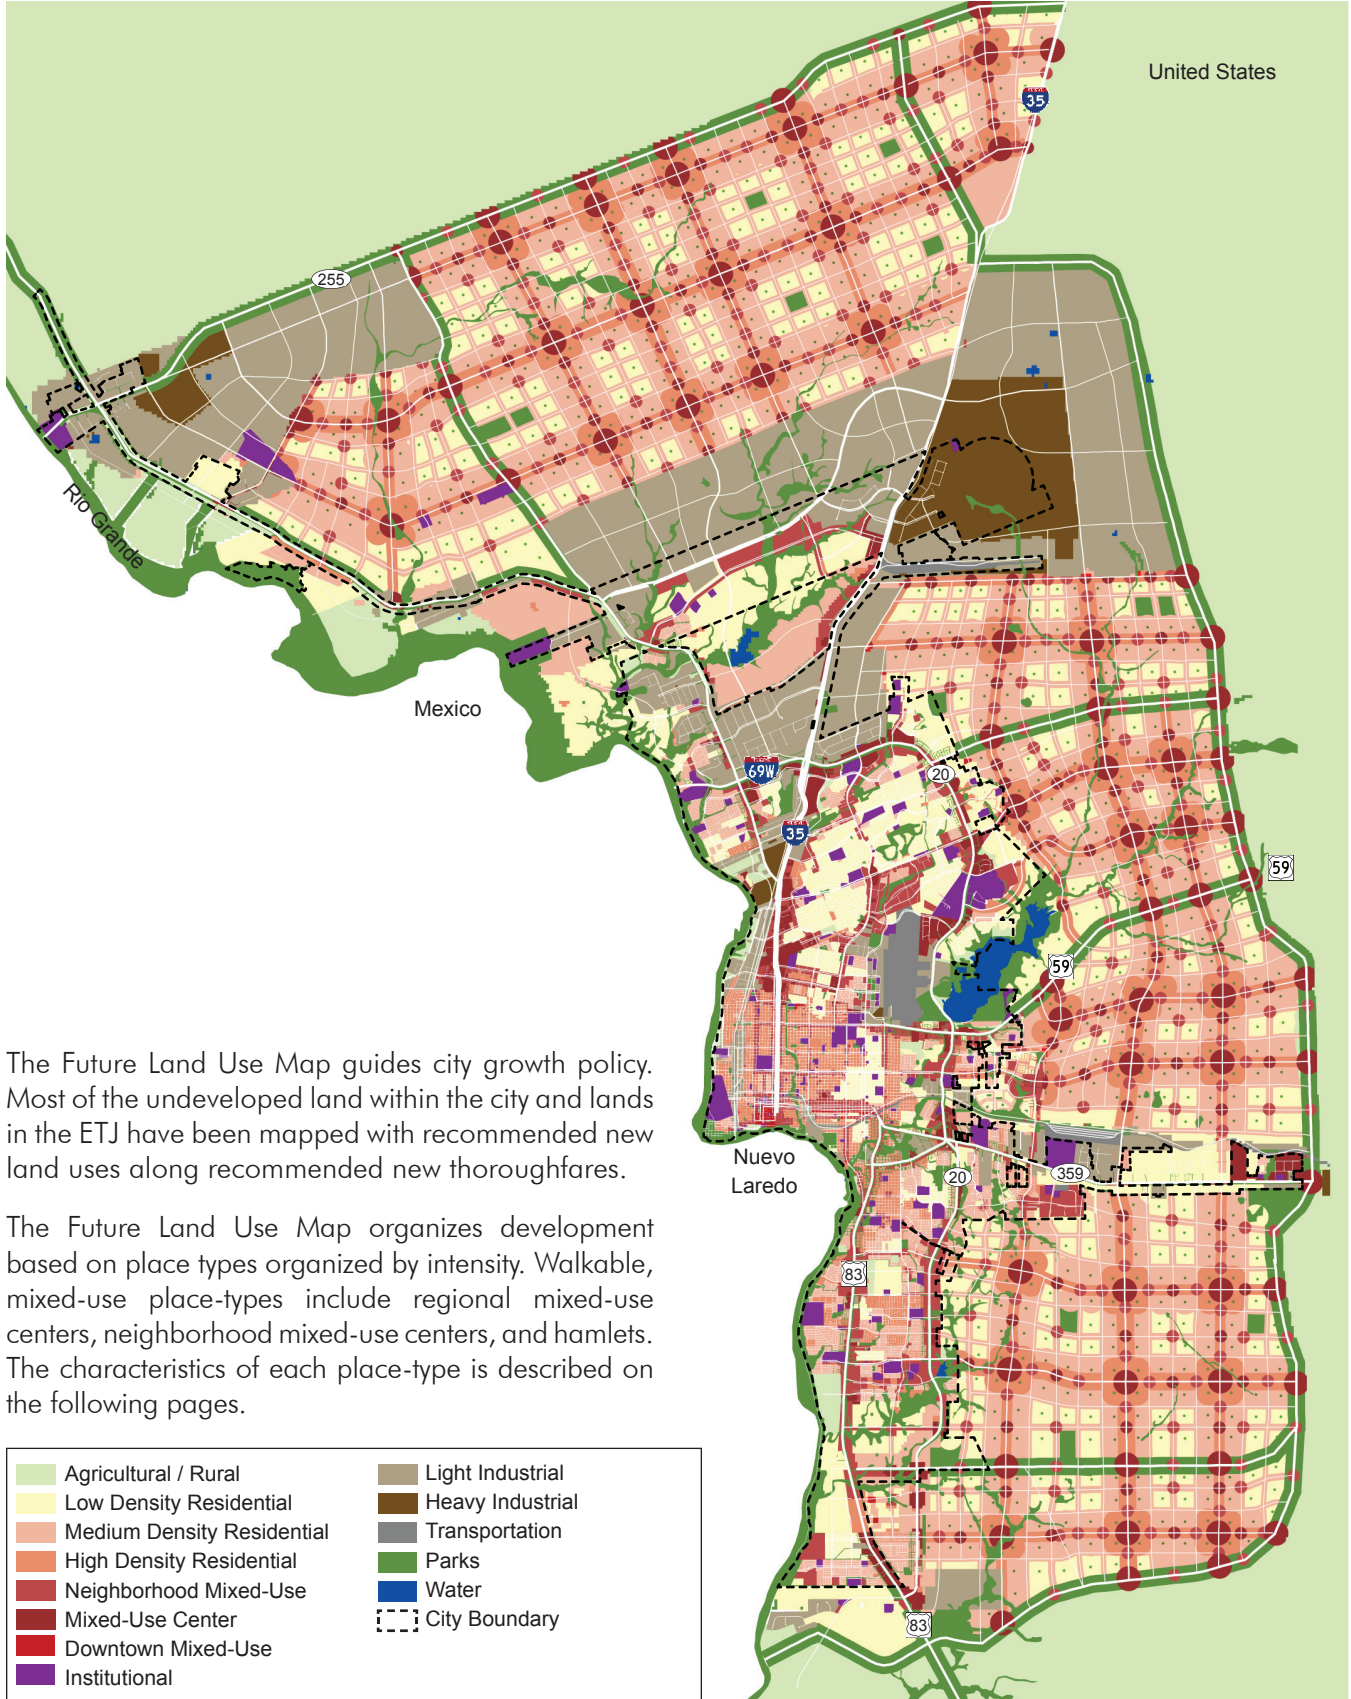 United States
35
255
Río Grande
Mexico
69W
20
35
59
59
Nuevo
Laredo
20
359
83
83
The Future Land Use Map guides city growth policy.
Most of the undeveloped land within the city and lands
in the ETJ have been mapped with recommended new
land uses along recommended new thoroughfares.
The Future Land Use Map organizes development
based on place types organized by intensity. Walkable,
mixed-use place-types include regional mixed-use
centers, neighborhood mixed-use centers, and hamlets.
The characteristics of each place-type is described on
the following pages.
Agricultural / Rural
Low Density Residential
Medium Density Residential
High Density Residential
Neighborhood Mixed-Use
Mixed-Use Center
Downtown Mixed-Use
Institutional
Light Industrial
Heavy Industrial
Transportation
Parks
Water
City Boundary